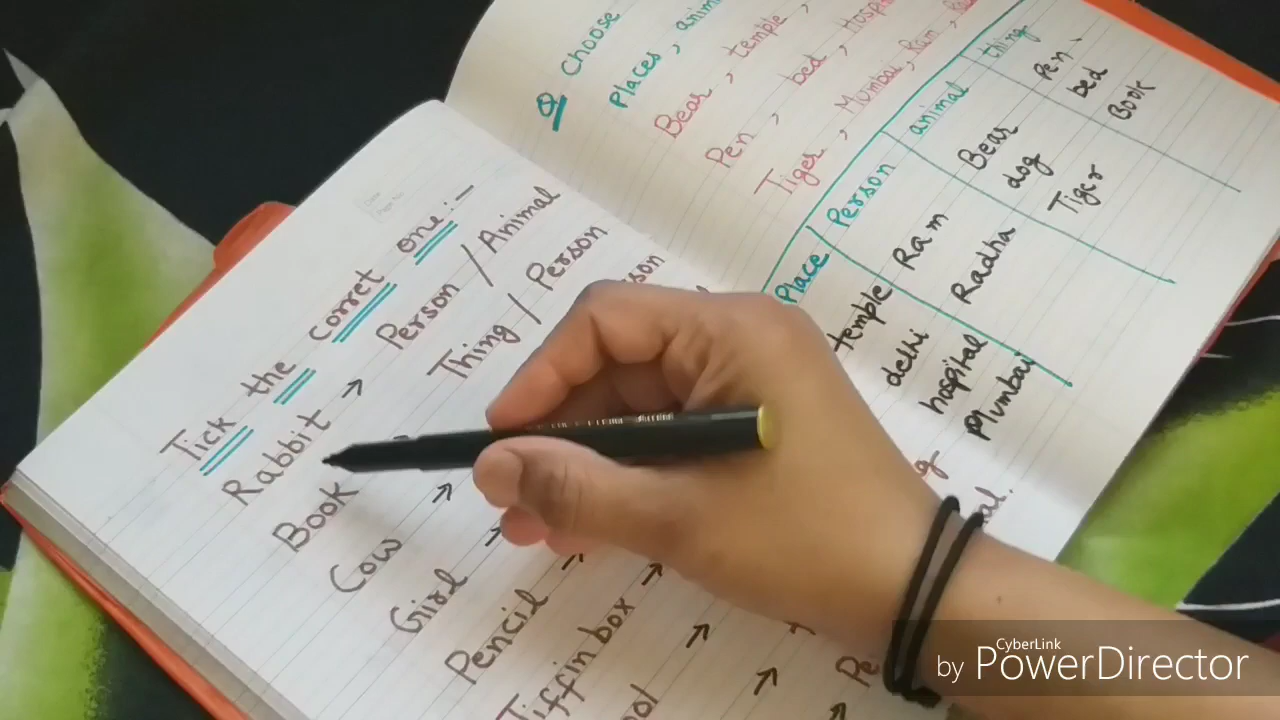 Tick the corret one:-
Rabbit → Person / Animal
Book Thing / Person
Cow →
Girl →
Pencil →
Tiffin box →
→
→
Q Choose
Places,
Bear, temple,
Pen, bed,
Tiger, Mumbai, Ram,
Place Person animal thing
temple Ram Bear Pen,
delhi Radha dog bed
hospital Tiger Book
Mumbai
by CyberLink PowerDirector